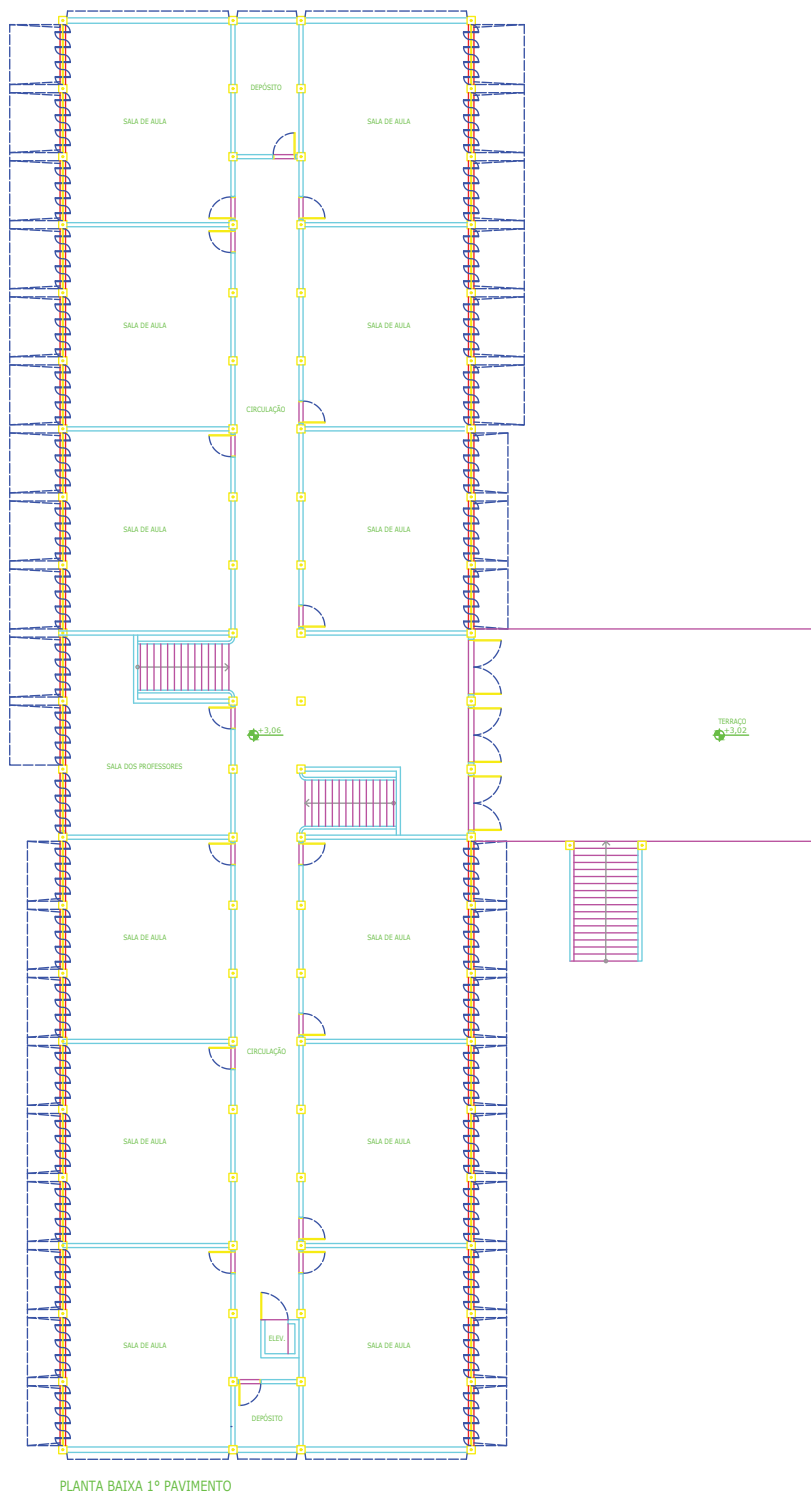 DEPÓSITO
SALA DE AULA
SALA DE AULA
SALA DE AULA
SALA DE AULA
CIRCULAÇÃO
SALA DE AULA
SALA DE AULA
TERRAÇO
+3,06
+3,02
SALA DOS PROFESSORES
SALA DE AULA
SALA DE AULA
CIRCULAÇÃO
SALA DE AULA
SALA DE AULA
ELEV.
SALA DE AULA
SALA DE AULA
DEPÓSITO
PLANTA BAIXA 1° PAVIMENTO